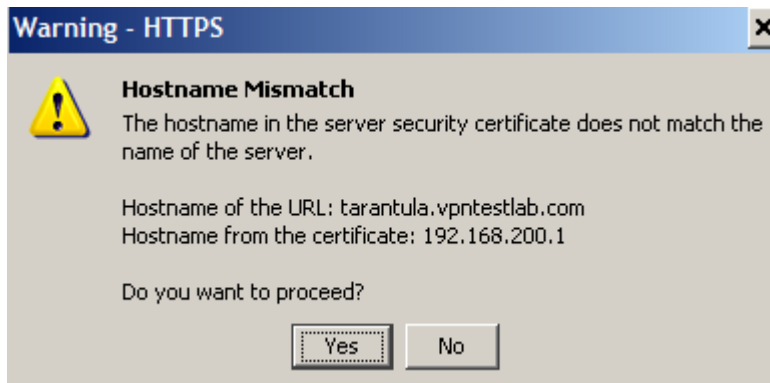 Warning - HTTPS
Hostname Mismatch
The hostname in the server security certificate does not match the
name of the server.
Hostname of the URL: tarantula.vpntestlab.com
Hostname from the certificate: 192.168.200.1
Do you want to proceed?
Yes No